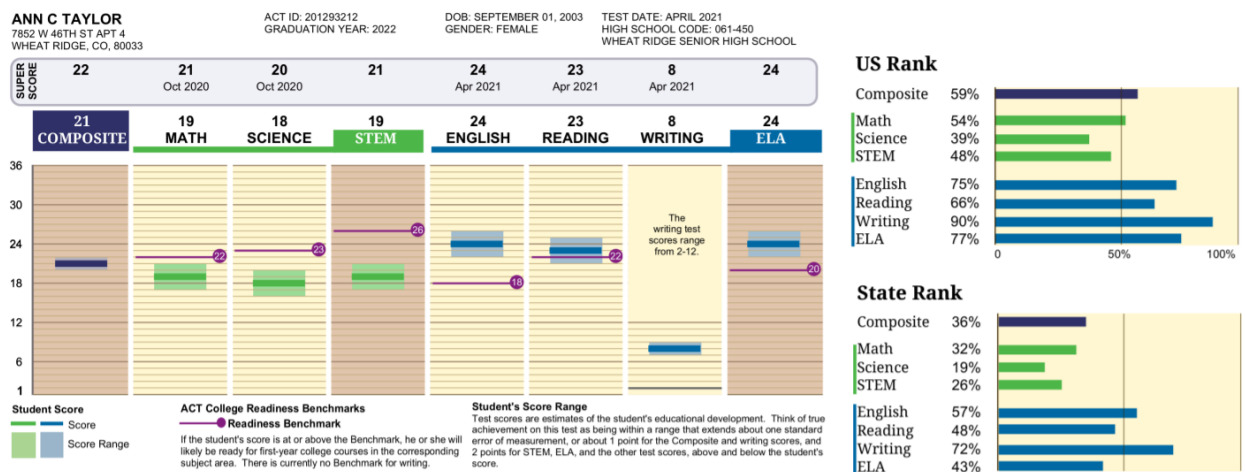 ANN C TAYLOR
7852 W 46TH ST APT 4
WHEAT RIDGE, CO, 80033
ACT ID: 201293212
GRADUATION YEAR: 2022
DOB: SEPTEMBER 01, 2003
GENDER: FEMALE
TEST DATE: APRIL 2021
HIGH SCHOOL CODE: 061-450
WHEAT RIDGE SENIOR HIGH SCHOOL
SUPER
SCORE
22 21 20 21 24 23 8 24
Oct 2020 Oct 2020 Apr 2021 Apr 2021 Apr 2021
21 19 18 19 24 23 8 24
COMPOSITE MATH SCIENCE STEM ENGLISH READING WRITING ELA
36
30
24
18
12
6
1
22
23
26
18
22
The
writing test
scores range
from 2-12.
20
Student Score
Score
Score Range
ACT College Readiness Benchmarks
Readiness Benchmark
If the student's score is at or above the Benchmark, he or she will
likely be ready for first-year college courses in the corresponding
subject area. There is currently no Benchmark for writing.
Student's Score Range
Test scores are estimates of the student's educational development. Think of true
achievement on this test as being within a range that extends about one standard
error of measurement, or about 1 point for the Composite and writing scores, and
2 points for STEM, ELA, and the other test scores, above and below the student's
score.
US Rank
Composite 59%
Math 54%
Science 39%
STEM 48%
English 75%
Reading 66%
Writing 90%
ELA 77%
0 50% 100%
State Rank
Composite 36%
Math 32%
Science 19%
STEM 26%
English 57%
Reading 48%
Writing 72%
ELA 43%